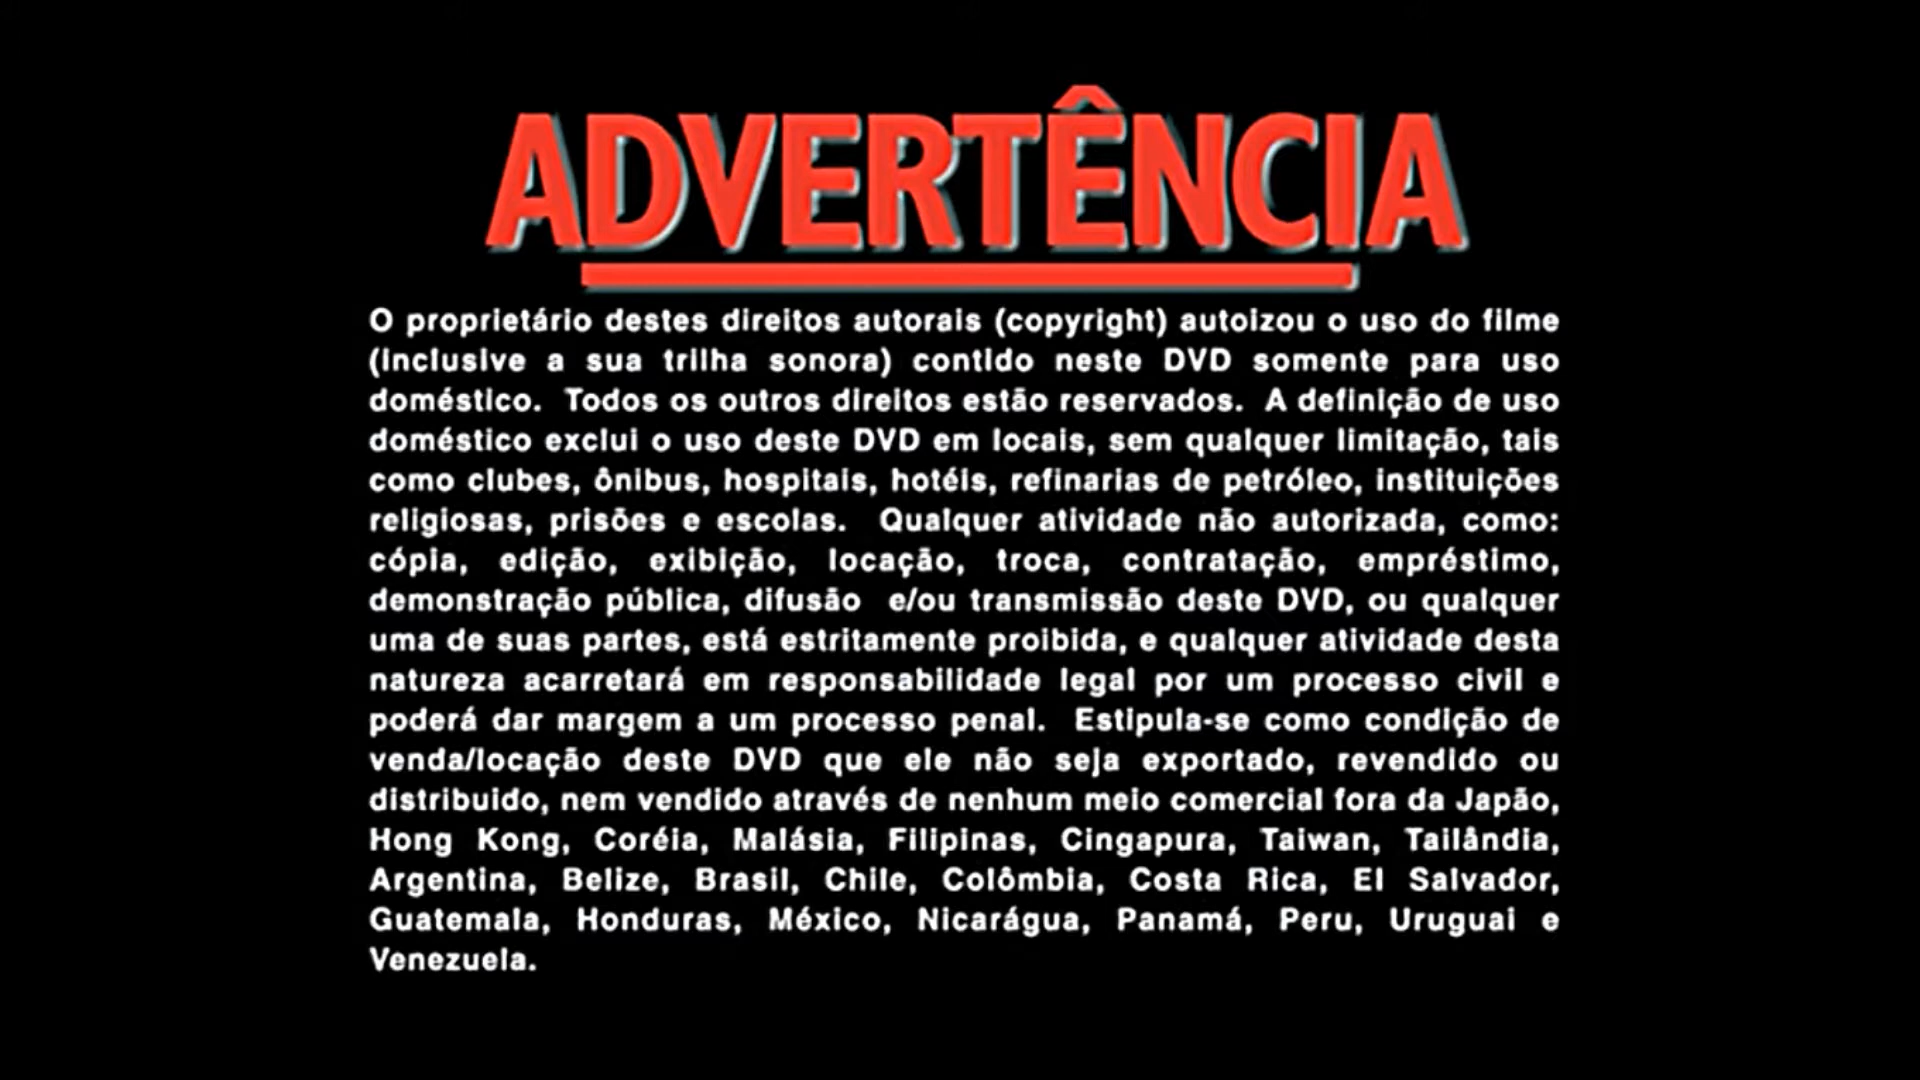 ADVERTÊNCIA
O proprietário destes direitos autorais (copyright) autoizou o uso do filme
(inclusive a sua trilha sonora) contido neste DVD somente para uso
doméstico. Todos os outros direitos estão reservados. A definição de uso
doméstico exclui o uso deste DVD em locais, sem qualquer limitação, tais
como clubes, ônibus, hospitais, hotéis, refinarias de petróleo, instituições
religiosas, prisões e escolas. Qualquer atividade não autorizada, como:
cópia, edição, exibição, locação, troca, contratação, empréstimo,
demonstração pública, difusão e/ou transmissão deste DVD, ou qualquer
uma de suas partes, está estritamente proibida, e qualquer atividade desta
natureza acarretará em responsabilidade legal por um processo civil e
poderá dar margem a um processo penal. Estipula-se como condição de
venda/locação deste DVD que ele não seja exportado, revendido ou
distribuido, nem vendido através de nenhum meio comercial fora da Japão,
Hong Kong, Coréia, Malásia, Filipinas, Cingapura, Taiwan, Tailândia,
Argentina, Belize, Brasil, Chile, Colômbia, Costa Rica, El Salvador,
Guatemala, Honduras, México, Nicarágua, Panamá, Peru, Uruguai e
Venezuela.